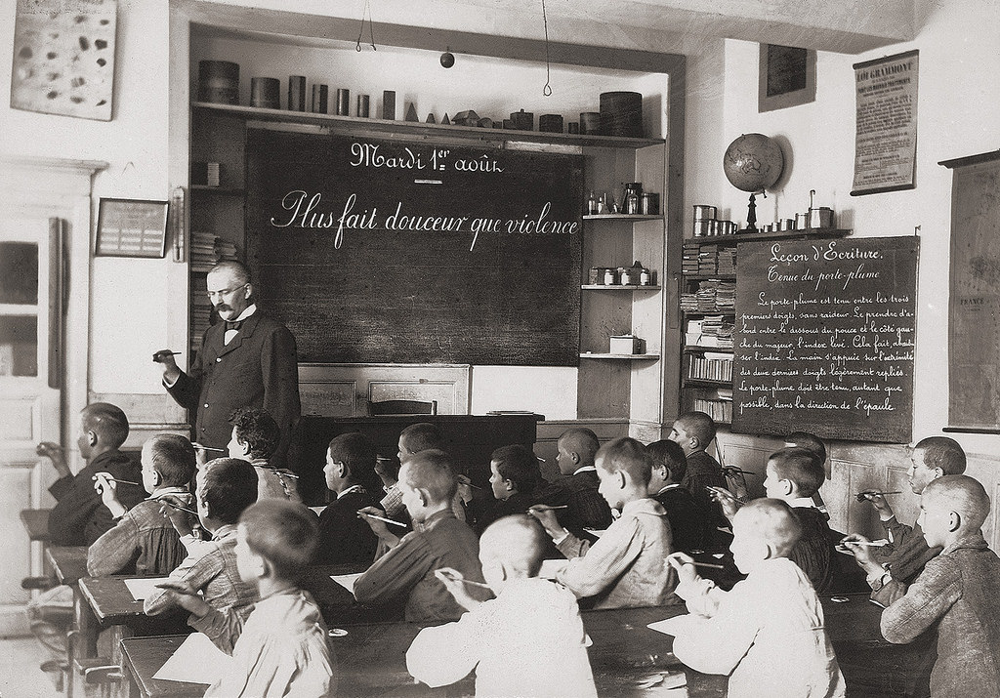 Mardi 1er août
Plus fait douceur que violence
LOI GRAMMONT
Leçon d'Ecriture.
Tenue du porte-plume
Le porte-plume est tenu entre les trois
premiers doigts, sans raideur. Le prendre d'a-
bord entre le dessous du pouce et le côté gau-
che du majeur, l'index levé. Cela fait, abais-
ser l'index. La main s'appuie sur l'extrémité
des deux derniers doigts légèrement repliés.
Le porte-plume doit être tenu, autant que
possible, dans la direction de l'épaule.
FRANCE